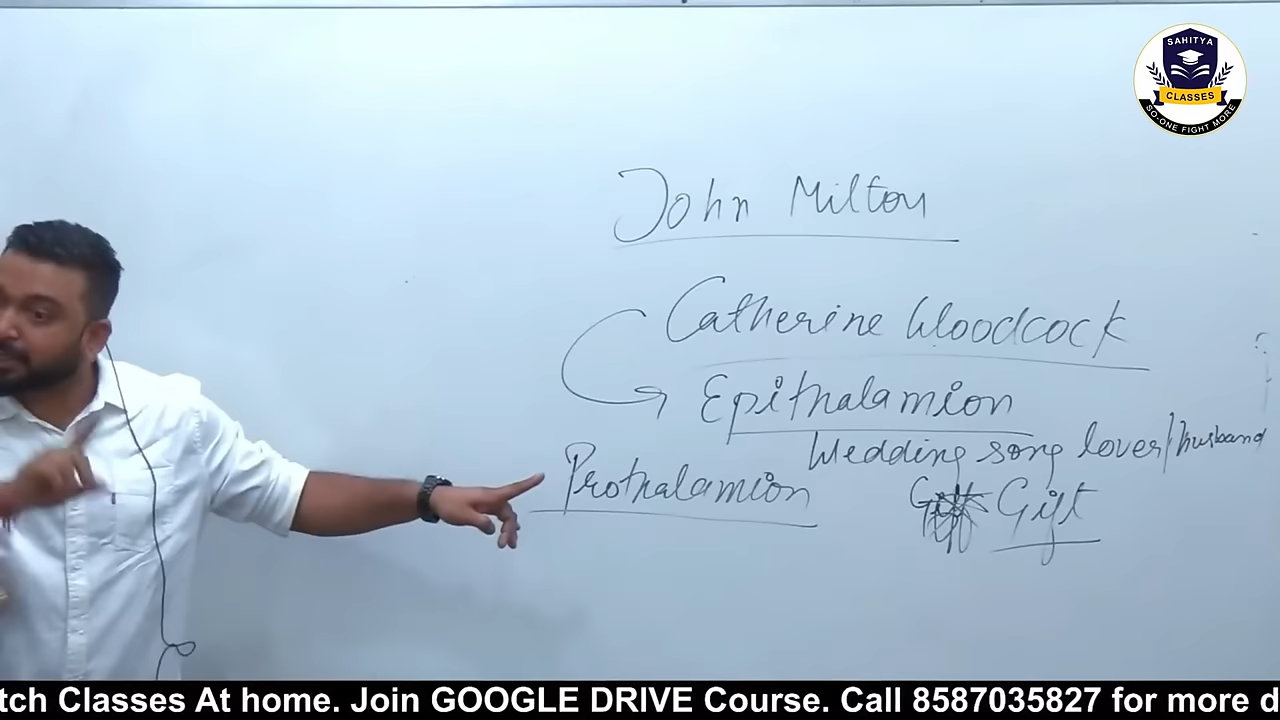 SAHITYA
CLASSES
SO-ONE FIGHT MORE
John Milton
Catherine Woodcock
Epithalamion
Wedding song lover/husband
Prothalamion
Gift
tch Classes At home. Join GOOGLE DRIVE Course. Call 8587035827 for more d